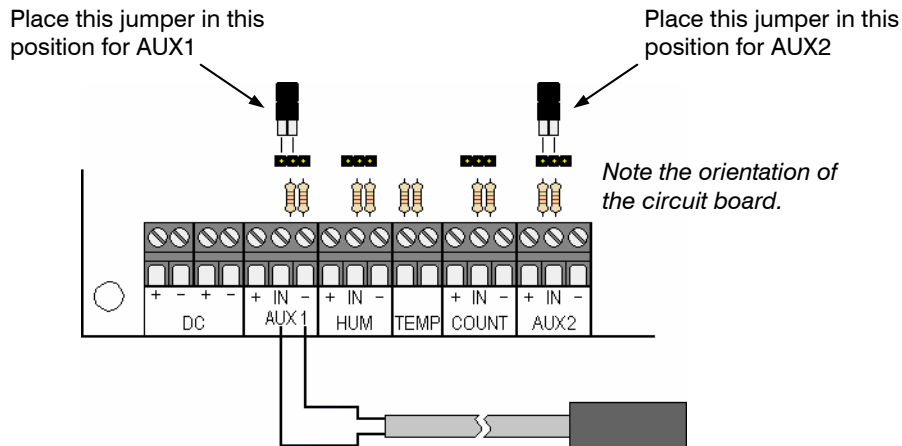 Place this jumper in this
position for AUX1
Place this jumper in this
position for AUX2
Note the orientation of
the circuit board.
+ - + - + IN - + IN - + IN - + IN -
DC AUX 1 HUM TEMP COUNT AUX2